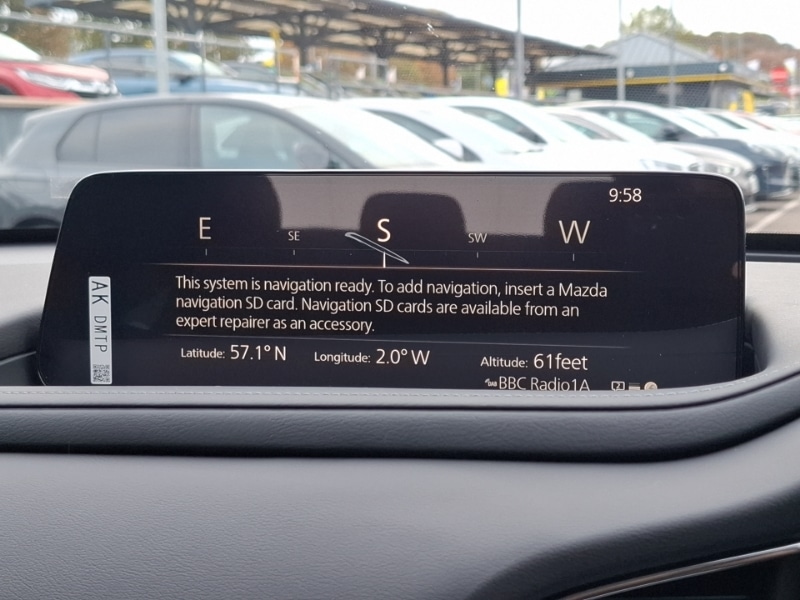 9:58
E SE S SW W
This system is navigation ready. To add navigation, insert a Mazda
navigation SD card. Navigation SD cards are available from an
expert repairer as an accessory.
Latitude: 57.1° N Longitude: 2.0° W Altitude: 61feet
BBC Radio1A
AK DMTP